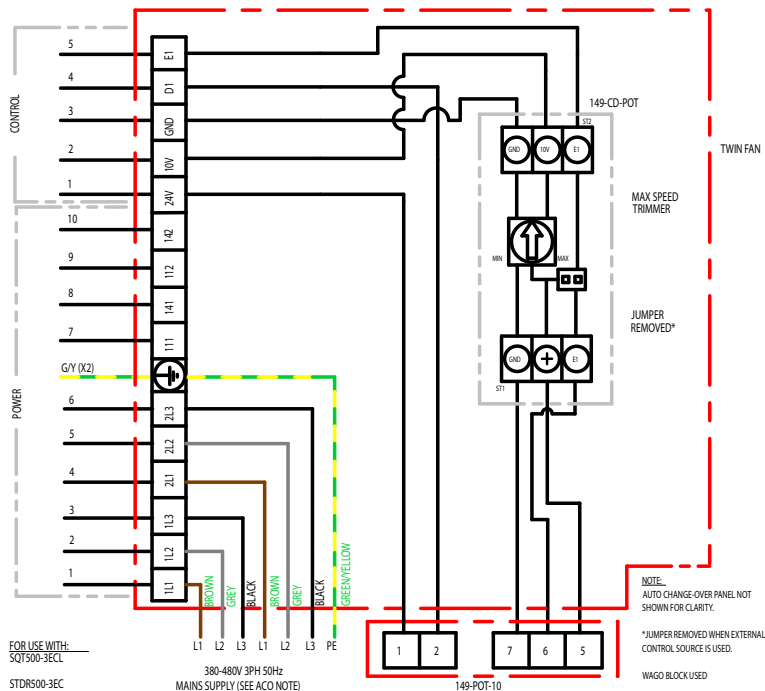 CONTROL
5
4
3
2
1
POWER
10
9
8
7
G/Y (X2)
6
5
4
3
2
1
E1
D1
GND
10V
24V
142
112
141
111
2L3
2L2
2L1
1L3
1L2
1L1
149-CD-POT
ST2
GND
10V
E1
MAX SPEED
TRIMMER
MIN
MAX
JUMPER
REMOVED*
GND
+
E1
ST1
TWIN FAN
BROWN
GREY
BLACK
BROWN
GREY
BLACK
GREEN/YELLOW
L1
L2
L3
L1
L2
L3
PE
380-480V 3PH 50Hz
MAINS SUPPLY (SEE ACO NOTE)
1
2
7
6
5
149-POT-10
FOR USE WITH:
SQT500-3ECL
STDR500-3EC
NOTE:
AUTO CHANGE-OVER PANEL NOT
SHOWN FOR CLARITY.
*JUMPER REMOVED WHEN EXTERNAL
CONTROL SOURCE IS USED.
WAGO BLOCK USED